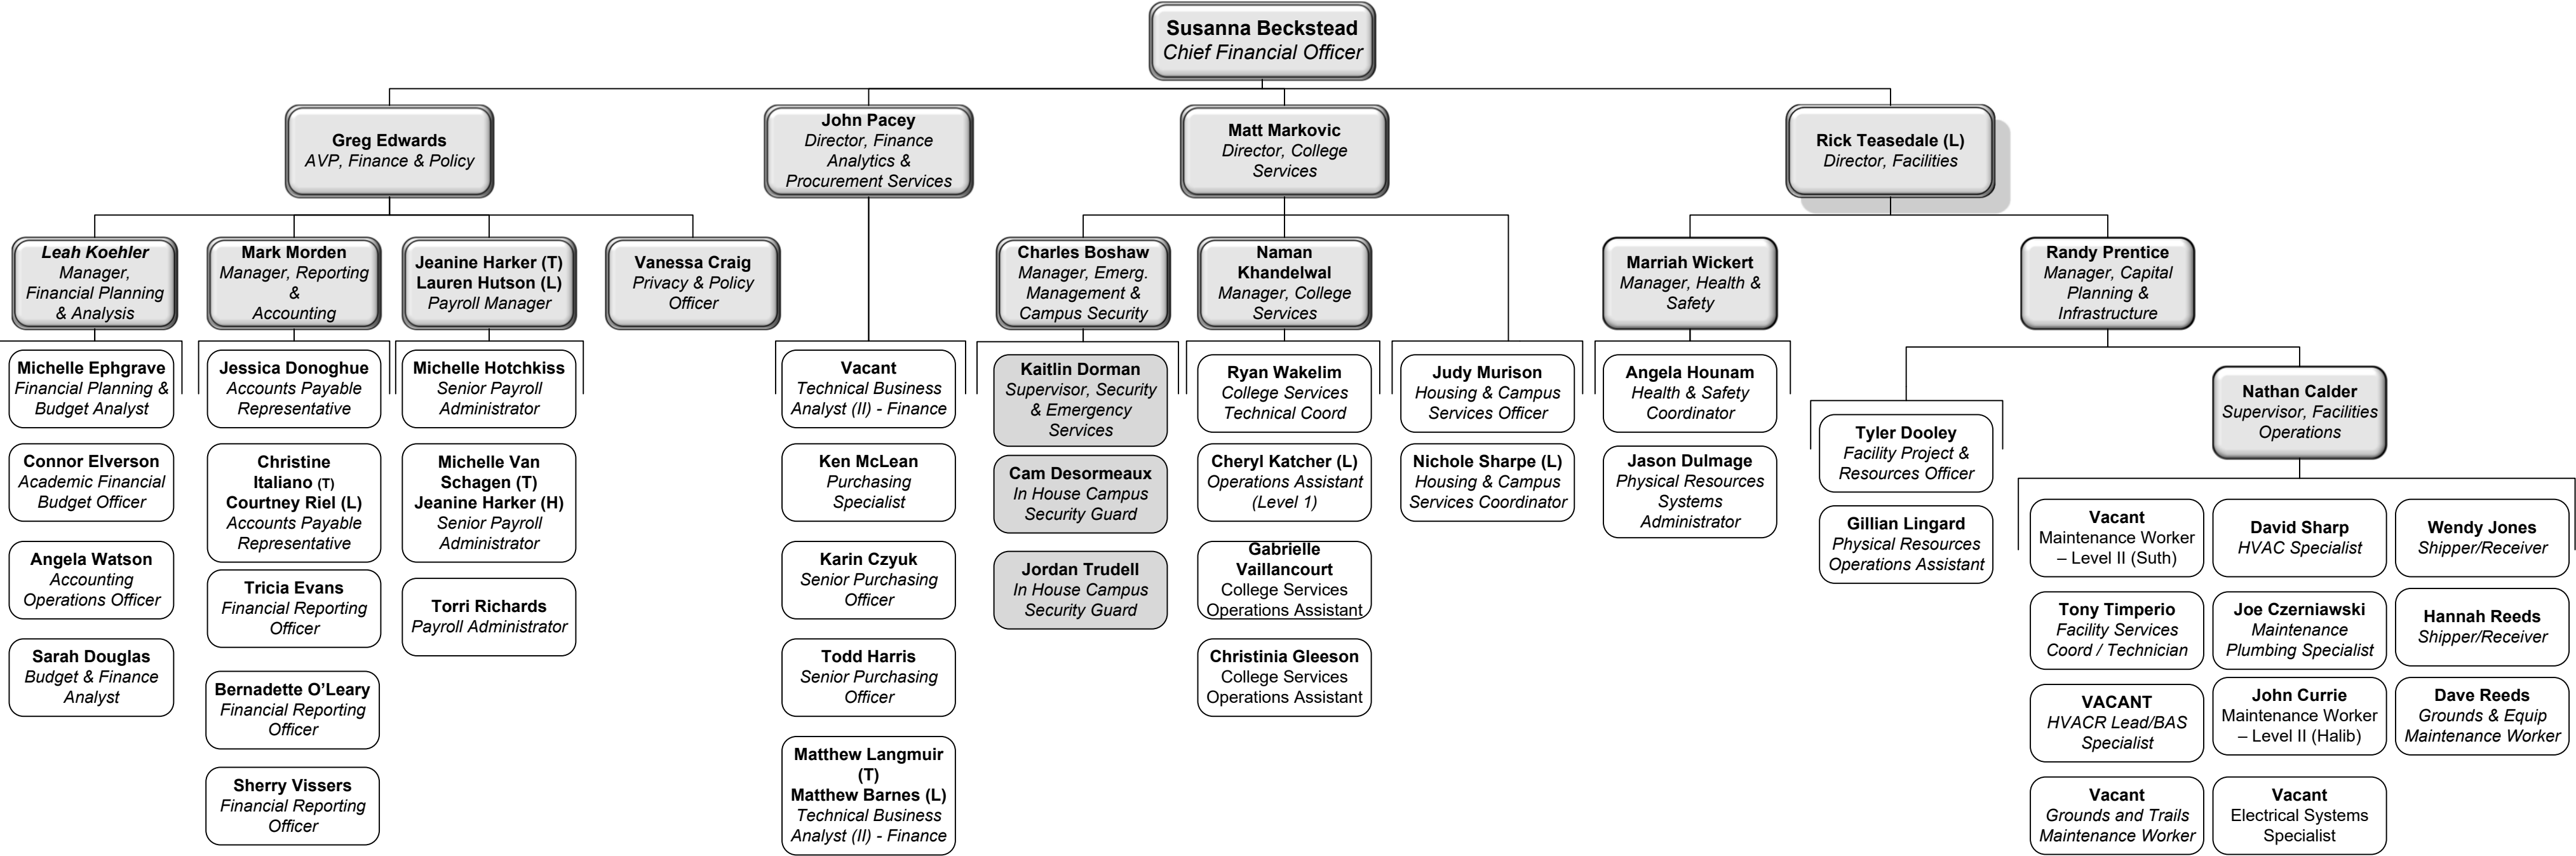 Susanna Beckstead
Chief Financial Officer
Greg Edwards
AVP, Finance & Policy
John Pacey
Director, Finance
Analytics &
Procurement Services
Matt Markovic
Director, College
Services
Rick Teasedale (L)
Director, Facilities
Leah Koehler
Manager,
Financial Planning
& Analysis
Mark Morden
Manager, Reporting
&
Accounting
Jeanine Harker (T)
Lauren Hutson (L)
Payroll Manager
Vanessa Craig
Privacy & Policy
Officer
Charles Boshaw
Manager, Emerg.
Management &
Campus Security
Naman
Khandelwal
Manager, College
Services
Marriah Wickert
Manager, Health &
Safety
Randy Prentice
Manager, Capital
Planning &
Infrastructure
Michelle Ephgrave
Financial Planning &
Budget Analyst
Connor Elverson
Academic Financial
Budget Officer
Angela Watson
Accounting
Operations Officer
Sarah Douglas
Budget & Finance
Analyst
Jessica Donoghue
Accounts Payable
Representative
Christine
Italiano (T)
Courtney Riel (L)
Accounts Payable
Representative
Tricia Evans
Financial Reporting
Officer
Bernadette O’Leary
Financial Reporting
Officer
Sherry Vissers
Financial Reporting
Officer
Michelle Hotchkiss
Senior Payroll
Administrator
Michelle Van
Schagen (T)
Jeanine Harker (H)
Senior Payroll
Administrator
Torri Richards
Payroll Administrator
Vacant
Technical Business
Analyst (II) - Finance
Ken McLean
Purchasing
Specialist
Karin Czyuk
Senior Purchasing
Officer
Todd Harris
Senior Purchasing
Officer
Matthew Langmuir
(T)
Matthew Barnes (L)
Technical Business
Analyst (II) - Finance
Kaitlin Dorman
Supervisor, Security
& Emergency
Services
Cam Desormeaux
In House Campus
Security Guard
Jordan Trudell
In House Campus
Security Guard
Ryan Wakelim
College Services
Technical Coord
Cheryl Katcher (L)
Operations Assistant
(Level 1)
Gabrielle
Vaillancourt
College Services
Operations Assistant
Christinia Gleeson
College Services
Operations Assistant
Judy Murison
Housing & Campus
Services Officer
Nichole Sharpe (L)
Housing & Campus
Services Coordinator
Angela Hounam
Health & Safety
Coordinator
Jason Dulmage
Physical Resources
Systems
Administrator
Tyler Dooley
Facility Project &
Resources Officer
Gillian Lingard
Physical Resources
Operations Assistant
Nathan Calder
Supervisor, Facilities
Operations
Vacant
Maintenance Worker
– Level II (Suth)
Tony Timperio
Facility Services
Coord / Technician
VACANT
HVACR Lead/BAS
Specialist
Vacant
Grounds and Trails
Maintenance Worker
David Sharp
HVAC Specialist
Joe Czerniawski
Maintenance
Plumbing Specialist
John Currie
Maintenance Worker
– Level II (Halib)
Vacant
Electrical Systems
Specialist
Wendy Jones
Shipper/Receiver
Hannah Reeds
Shipper/Receiver
Dave Reeds
Grounds & Equip
Maintenance Worker